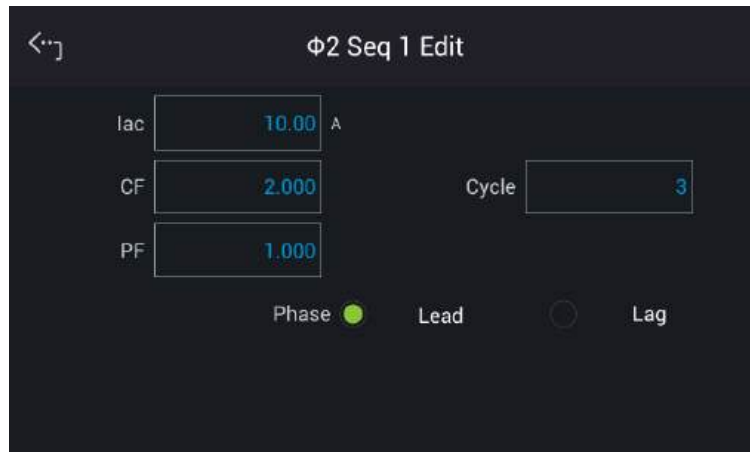 Φ2 Seq 1 Edit
Iac 10.00 A
CF 2.000 Cycle 3
PF 1.000
Phase Lead Lag